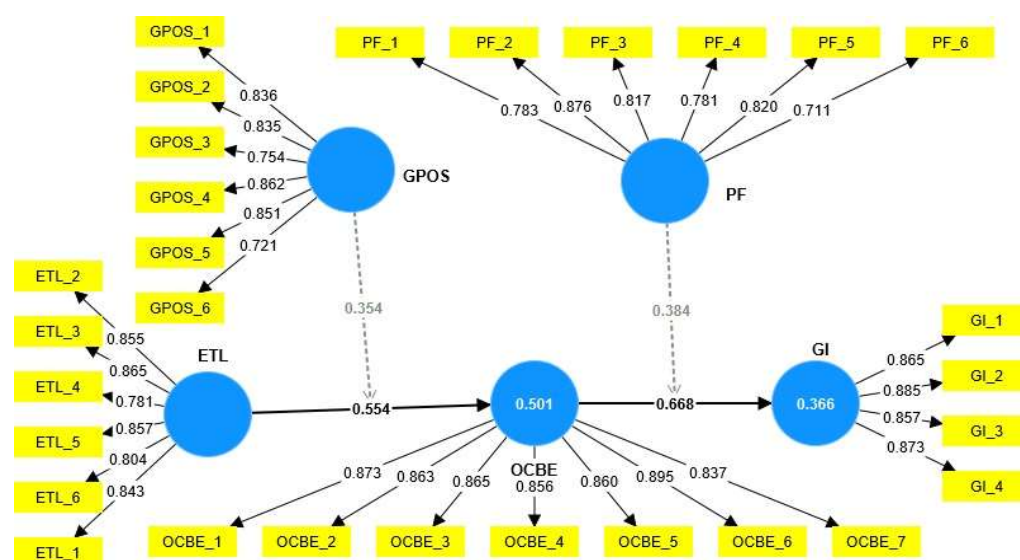 GPOS_1
GPOS_2
GPOS_3
GPOS_4
GPOS_5
GPOS_6
0.836
0.835
0.754
0.862
0.851
0.721
GPOS
PF_1
PF_2
PF_3
PF_4
PF_5
PF_6
0.783
0.876
0.817
0.781
0.820
0.711
PF
0.354
0.384
ETL_2
ETL_3
ETL_4
ETL_5
ETL_6
ETL_1
0.855
0.865
0.781
0.857
0.804
0.843
ETL
0.554
0.501
OCBE
0.668
GI
0.366
0.865
0.885
0.857
0.873
GI_1
GI_2
GI_3
GI_4
0.873
0.863
0.865
0.856
0.860
0.895
0.837
OCBE_1
OCBE_2
OCBE_3
OCBE_4
OCBE_5
OCBE_6
OCBE_7